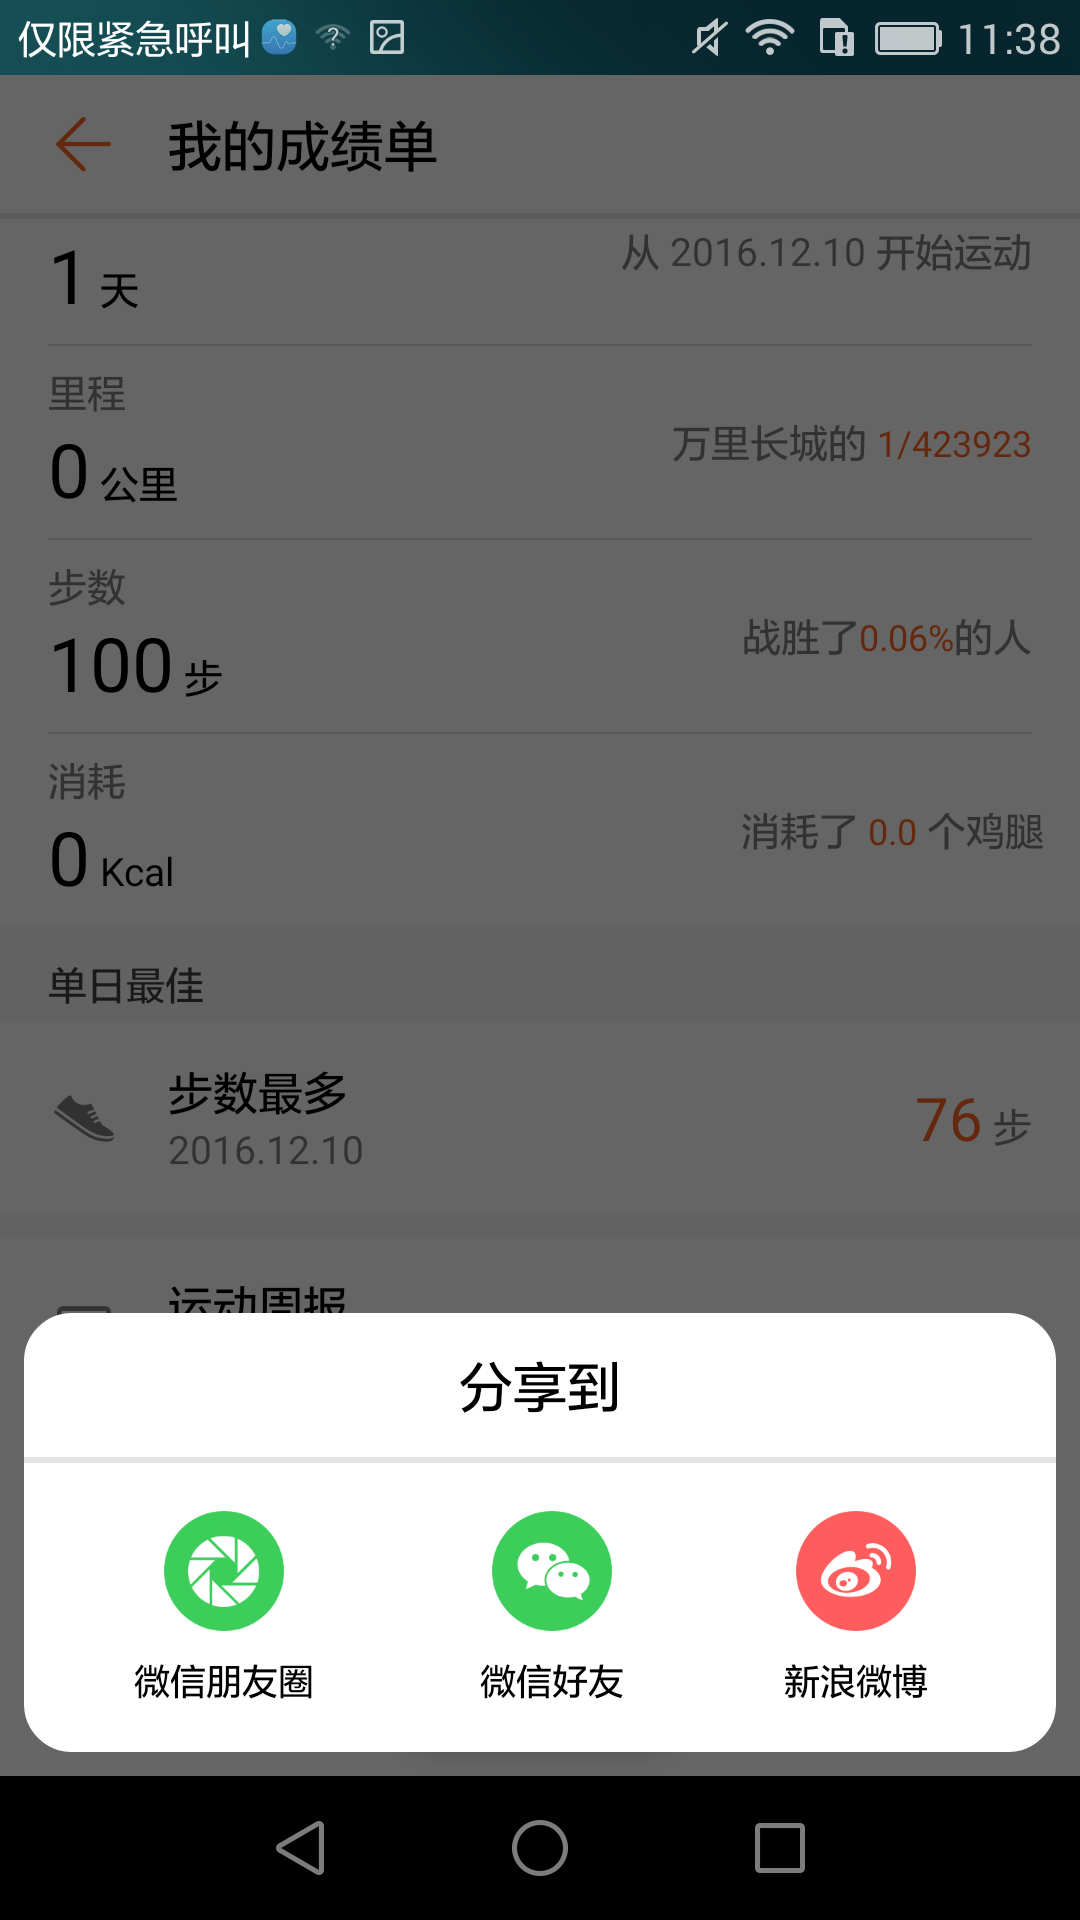 仅限紧急呼叫 11:38
我的成绩单
1 天 从 2016.12.10 开始运动
里程
0 公里 万里长城的 1/423923
步数
100 步 战胜了0.06%的人
消耗
0 Kcal 消耗了 0.0 个鸡腿
单日最佳
步数最多
2016.12.10
76 步
运动周报
分享到
微信朋友圈 微信好友 新浪微博